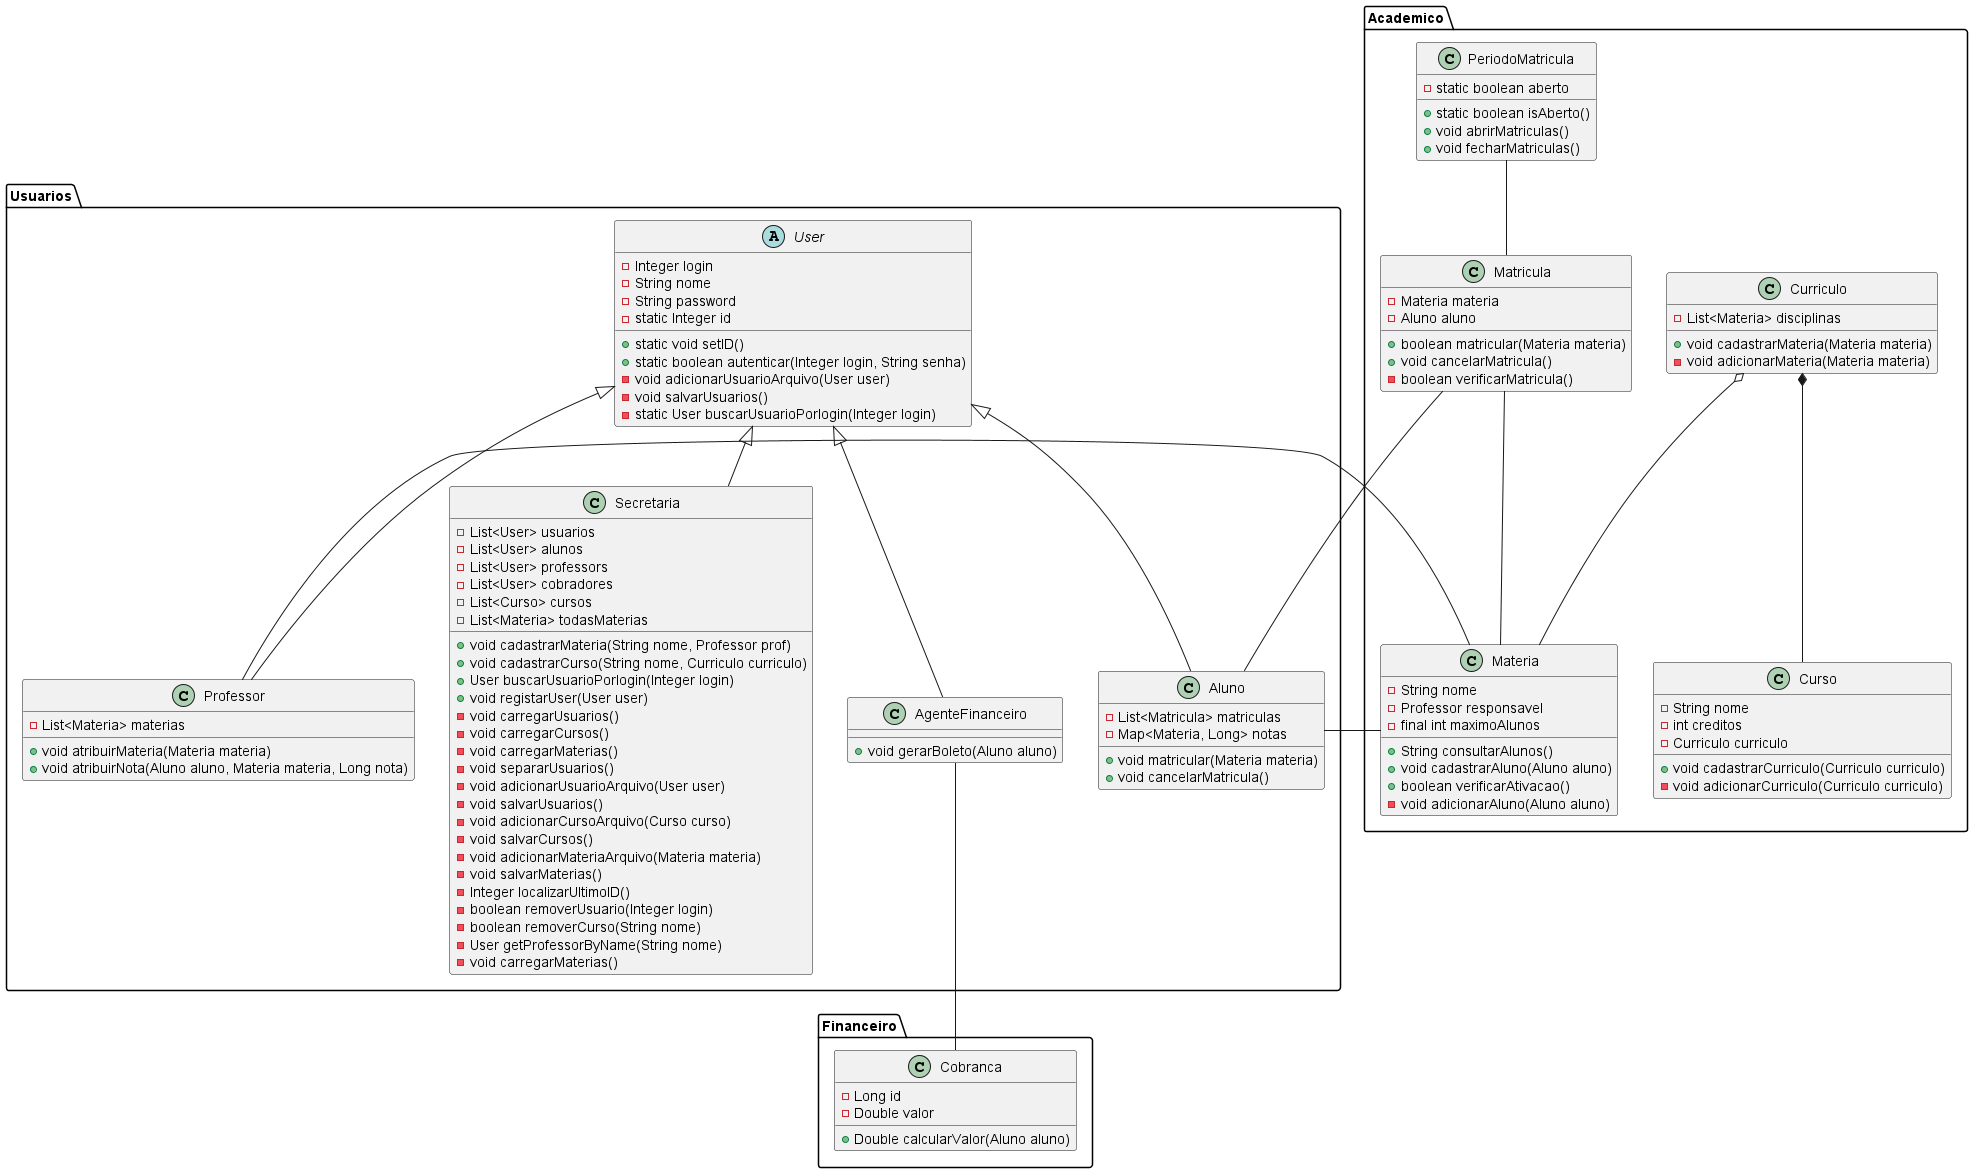 Academico
C PeriodoMatricula
static boolean aberto
static boolean isAberto()
void abrirMatriculas()
void fecharMatriculas()
Usuarios
A User
Integer login
String nome
String password
static Integer id
static void setID()
static boolean autenticar(Integer login, String senha)
void adicionarUsuarioArquivo(User user)
void salvarUsuarios()
static User buscarUsuarioPorlogin(Integer login)
C Matricula
Materia materia
Aluno aluno
boolean matricular(Materia materia)
void cancelarMatricula()
boolean verificarMatricula()
C Curriculo
List<Materia> disciplinas
void cadastrarMateria(Materia materia)
void adicionarMateria(Materia materia)
C Secretaria
List<User> usuarios
List<User> alunos
List<User> professors
List<User> cobradores
List<Curso> cursos
List<Materia> todasMaterias
void cadastrarMateria(String nome, Professor prof)
void cadastrarCurso(String nome, Curriculo curriculo)
User buscarUsuarioPorlogin(Integer login)
void registarUser(User user)
void carregarUsuarios()
void carregarCursos()
void carregarMaterias()
void separarUsuarios()
void adicionarUsuarioArquivo(User user)
void salvarUsuarios()
void adicionarCursoArquivo(Curso curso)
void salvarCursos()
void adicionarMateriaArquivo(Materia materia)
void salvarMaterias()
Integer localizarUltimoID()
boolean removerUsuario(Integer login)
boolean removerCurso(String nome)
User getProfessorByName(String nome)
void carregarMaterias()
C Professor
List<Materia> materias
void atribuirMateria(Materia materia)
void atribuirNota(Aluno aluno, Materia materia, Long nota)
C AgenteFinanceiro
void gerarBoleto(Aluno aluno)
C Aluno
List<Matricula> matriculas
Map<Materia, Long> notas
void matricular(Materia materia)
void cancelarMatricula()
C Materia
String nome
Professor responsavel
final int maximoAlunos
String consultarAlunos()
void cadastrarAluno(Aluno aluno)
boolean verificarAtivacao()
void adicionarAluno(Aluno aluno)
C Curso
String nome
int creditos
Curriculo curriculo
void cadastrarCurriculo(Curriculo curriculo)
void adicionarCurriculo(Curriculo curriculo)
Financeiro
C Cobranca
Long id
Double valor
Double calcularValor(Aluno aluno)